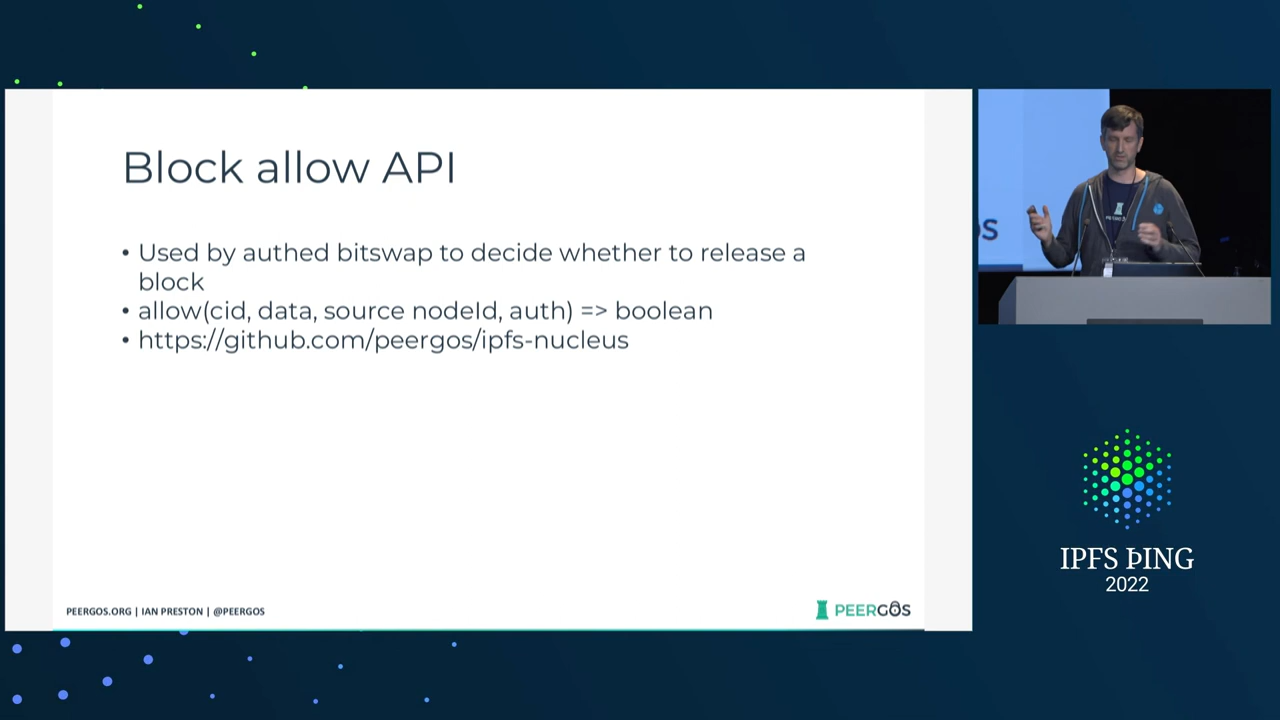 Block allow API
• Used by authed bitswap to decide whether to release a
block
• allow(cid, data, source nodeId, auth) => boolean
• https://github.com/peergos/ipfs-nucleus
PEERGOS.ORG | IAN PRESTON | @PEERGOS
PEERGOS
IPFS ÞING
2022